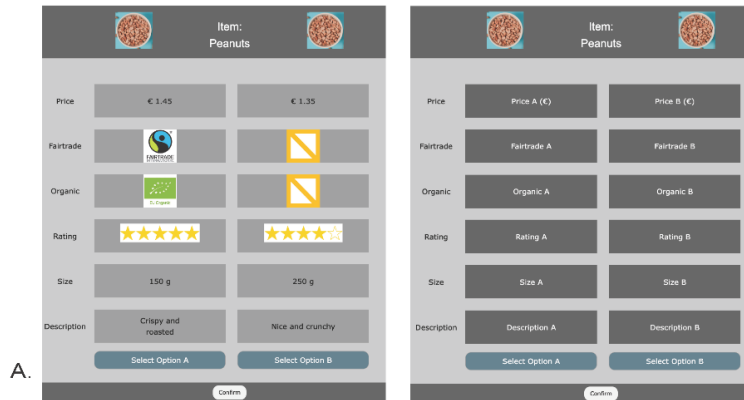 Item:
Peanuts
Price
€ 1.45
€ 1.35
Fairtrade
FAIRTRADE
Organic
Rating
Size
150 g
250 g
Description
Crispy and
roasted
Nice and crunchy
Select Option A
Select Option B
Confirm
Item:
Peanuts
Price
Price A (€)
Price B (€)
Fairtrade
Fairtrade A
Fairtrade B
Organic
Organic A
Organic B
Rating
Rating A
Rating B
Size
Size A
Size B
Description
Description A
Description B
Select Option A
Select Option B
Confirm
A.